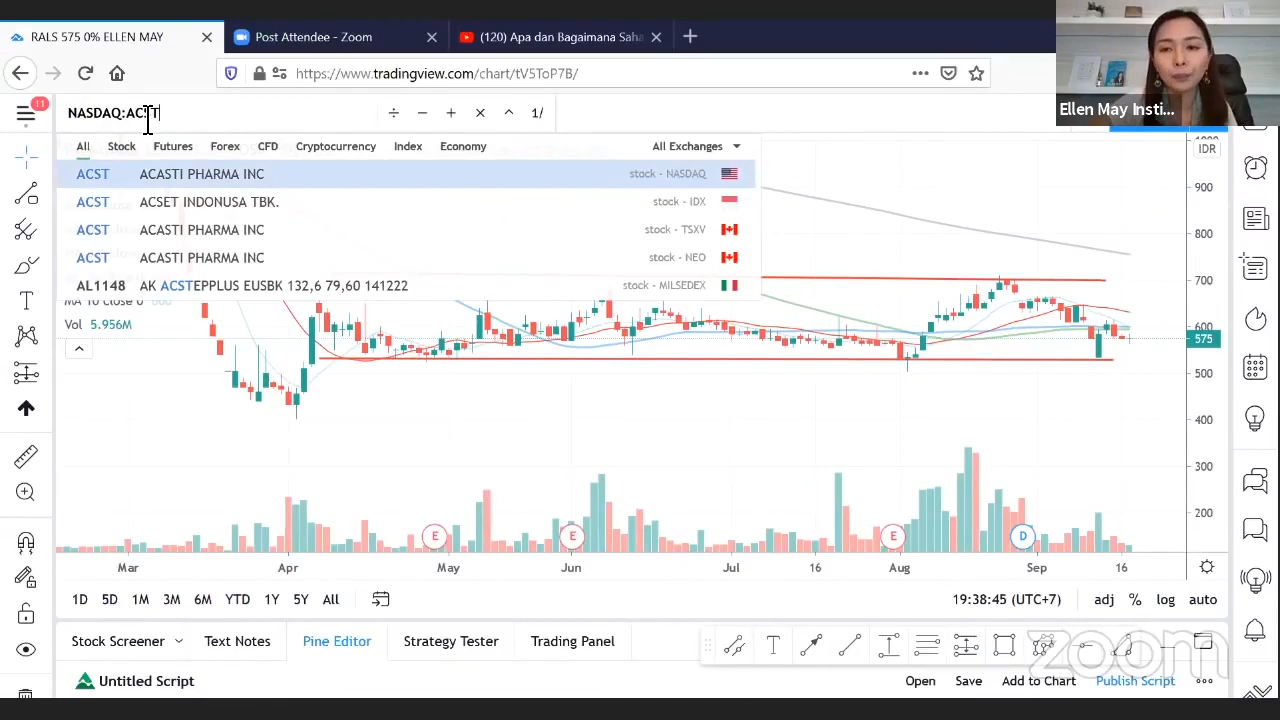 RALS 575 0% ELLEN MAY
Post Attendee - Zoom
(120) Apa dan Bagaimana Saha
https://www.tradingview.com/chart/tV5ToP7B/
Ellen May Insti...
11
NASDAQ:ACST
1/
All Stock Futures Forex CFD Cryptocurrency Index Economy All Exchanges
IDR
ACST ACASTI PHARMA INC stock - NASDAQ
ACST ACSET INDONUSA TBK. stock - IDX
ACST ACASTI PHARMA INC stock - TSXV
ACST ACASTI PHARMA INC stock - NEO
AL1148 AK ACSTEPPLUS EUSBK 132,6 79,60 141222 stock - MILSEDEX
Vol 5.956M
900
800
700
600
575
500
400
300
200
E E E D
Mar Apr May Jun Jul 16 Aug Sep 16
1D 5D 1M 3M 6M YTD 1Y 5Y All 19:38:45 (UTC+7) adj % log auto
Stock Screener Text Notes Pine Editor Strategy Tester Trading Panel
T
zoom
Untitled Script Open Save Add to Chart Publish Script